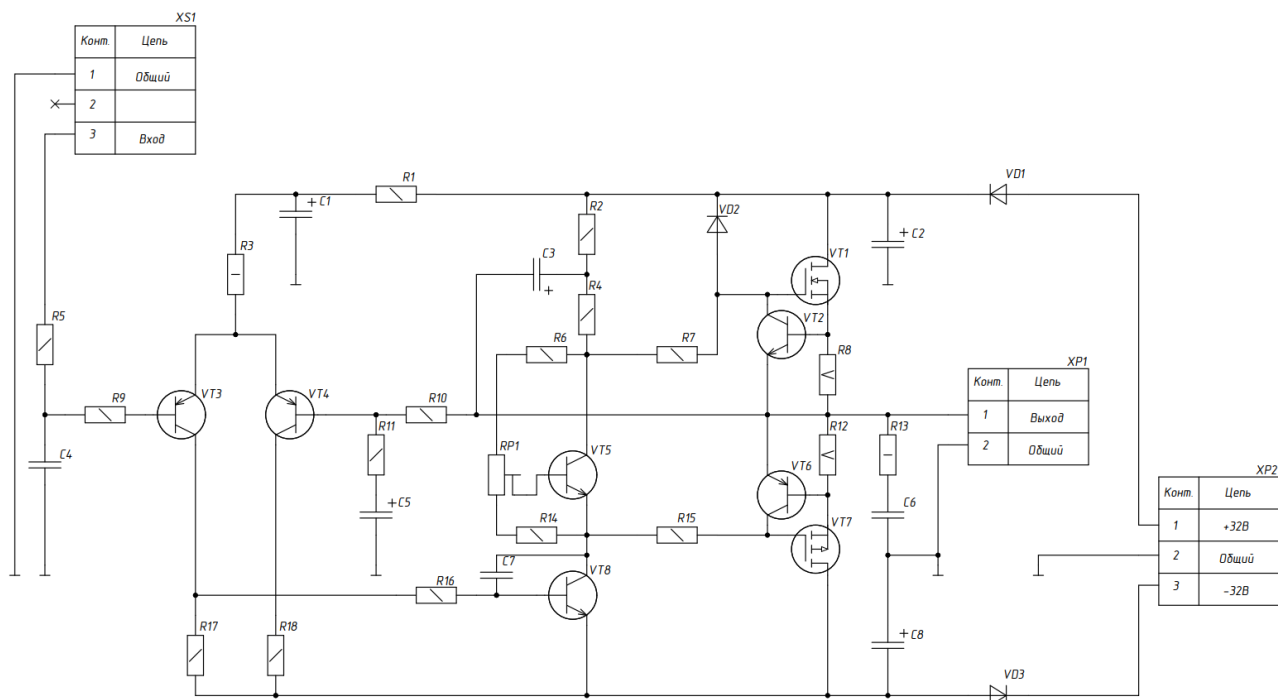 XS1
Конт. Цепь
1 Общий
2
3 Вход
R1
VD1
+ C1
R2
VD2
R3
C3
+
VT1
+ C2
R4
R5
R6
R7
VT2
R8
XP1
Конт. Цепь
1 Выход
2 Общий
R9
VT3
VT4
R10
R11
R12
R13
C4
RP1
VT5
VT6
XP2
Конт. Цепь
1 +32В
2 Общий
3 -32В
+ C5
C6
R14
R15
VT7
C7
R16
VT8
R17
R18
+ C8
VD3